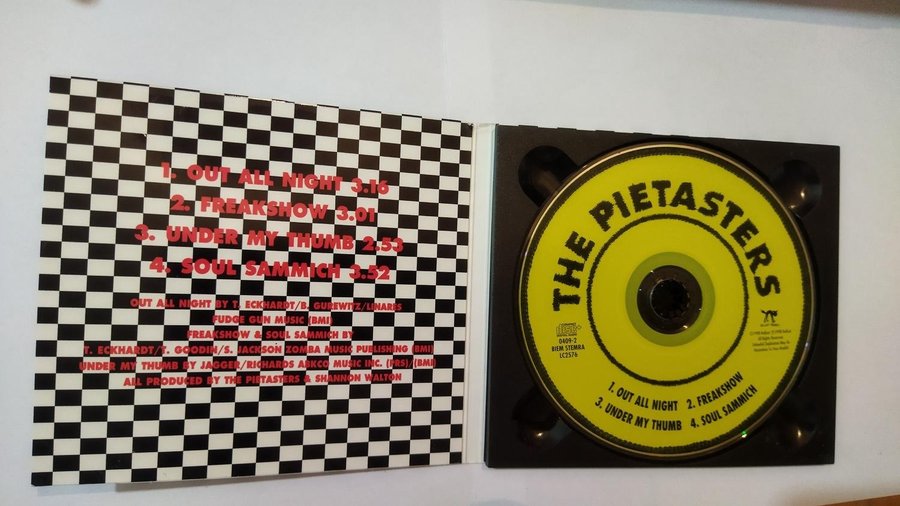 1. OUT ALL NIGHT 3.16
2. FREAKSHOW 3.01
3. UNDER MY THUMB 2.53
4. SOUL SAMMICH 3.52
OUT ALL NIGHT BY T. ECKHARDT/B. GUREWITZ/LINARES
FUDGE GUN MUSIC (BMI)
FREAKSHOW & SOUL SAMMICH BY
T. ECKHARDT/T. GOODIN/S. JACKSON ZOMBA MUSIC PUBLISHING (BMI)
UNDER MY THUMB BY JAGGER/RICHARDS ABKCO MUSIC INC. (PRS)/(BMI)
ALL PRODUCED BY THE PIETASTERS & SHANNON WALTON
THE PIETASTERS
0409-2
BIEM STEMRA
LC2576
All Rights Reserved.
1. OUT ALL NIGHT 2. FREAKSHOW
3. UNDER MY THUMB 4. SOUL SAMMICH